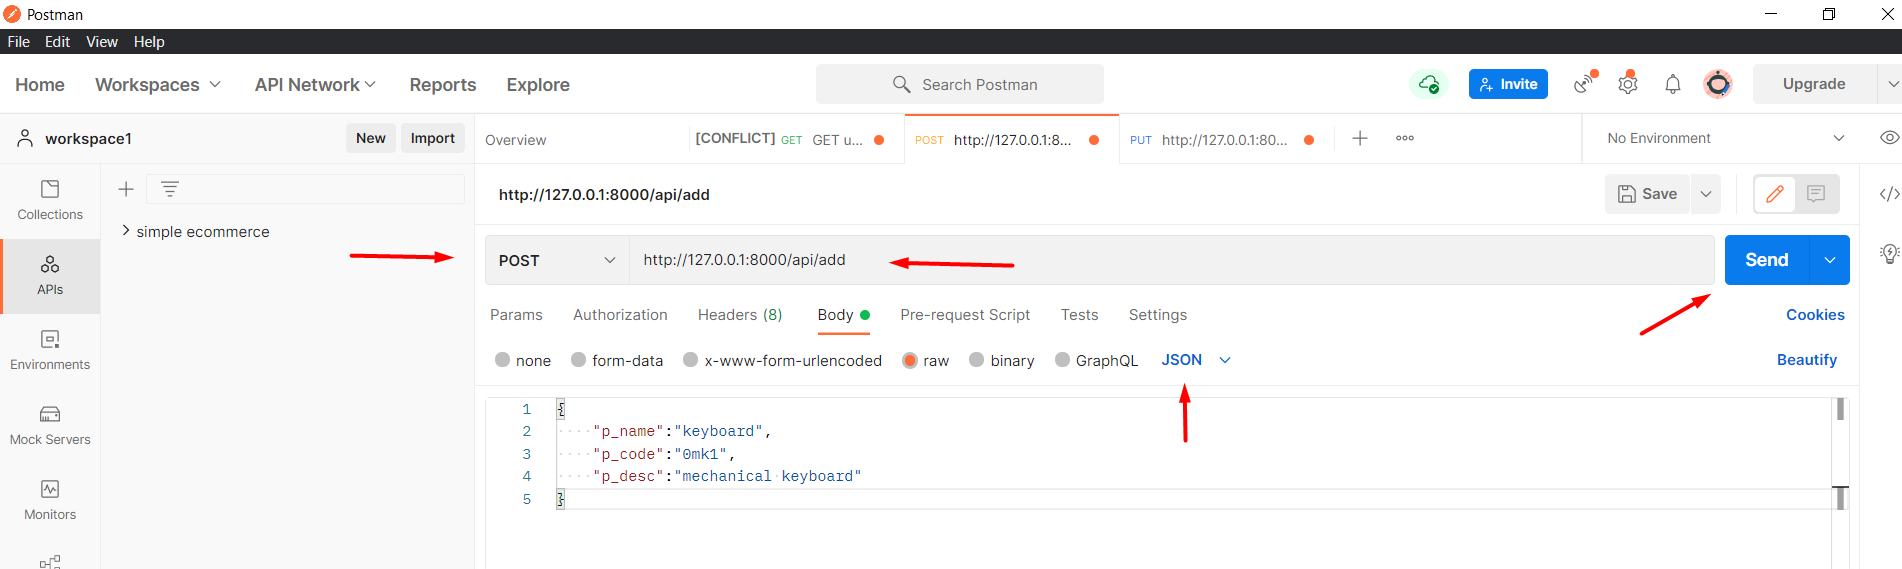 Postman
File Edit View Help
Home Workspaces API Network Reports Explore Search Postman Invite Upgrade
workspace1 New Import Overview [CONFLICT] GET GET u... POST http://127.0.0.1:8... PUT http://127.0.0.1:80... No Environment
Collections
http://127.0.0.1:8000/api/add Save
simple ecommerce
APIs
POST http://127.0.0.1:8000/api/add Send
Params Authorization Headers (8) Body Pre-request Script Tests Settings Cookies
Environments
none form-data x-www-form-urlencoded raw binary GraphQL JSON Beautify
1 {
2 "p_name":"keyboard",
Mock Servers
3 "p_code":"0mk1",
4 "p_desc":"mechanical keyboard"
5 }
Monitors